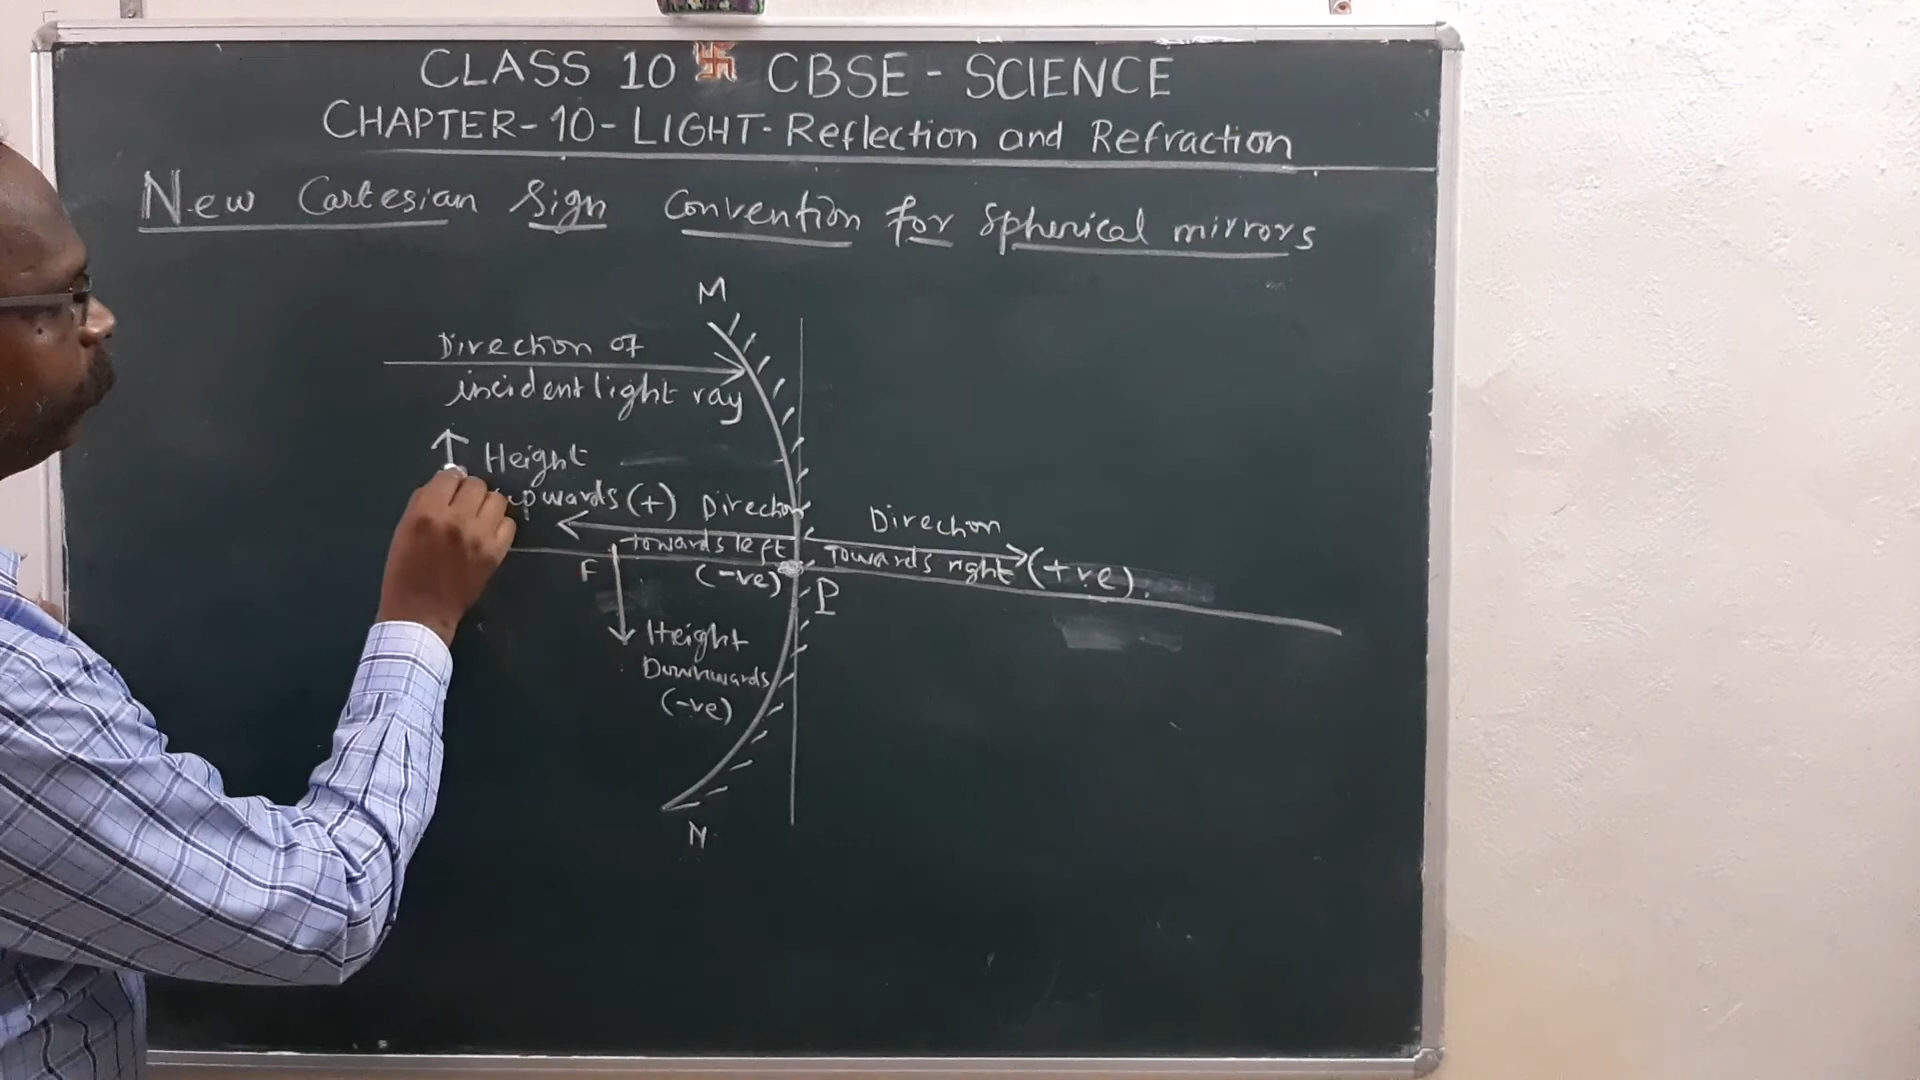 CLASS 10 卐 CBSE - SCIENCE
CHAPTER-10-LIGHT-Reflection and Refraction
New Cartesian Sign Convention for spherical mirrors
M
Direction of
incident light ray
Height
upwards (+)
Direction
towards left
(-ve)
Direction
Towards right (+ve).
F
P
Height
Downwards
(-ve)
N